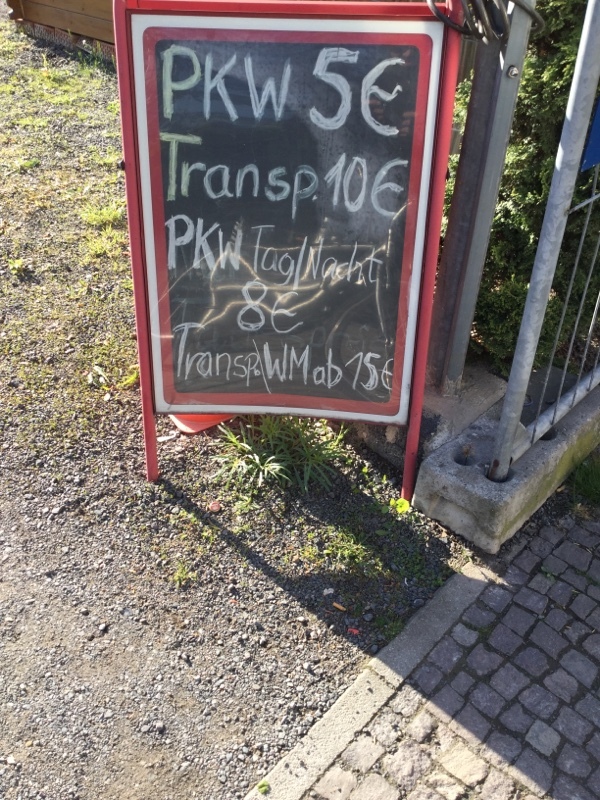 PKW 5€
Transp. 10€
PKW Tag/Nacht
8€
Transp\WM ab 15€